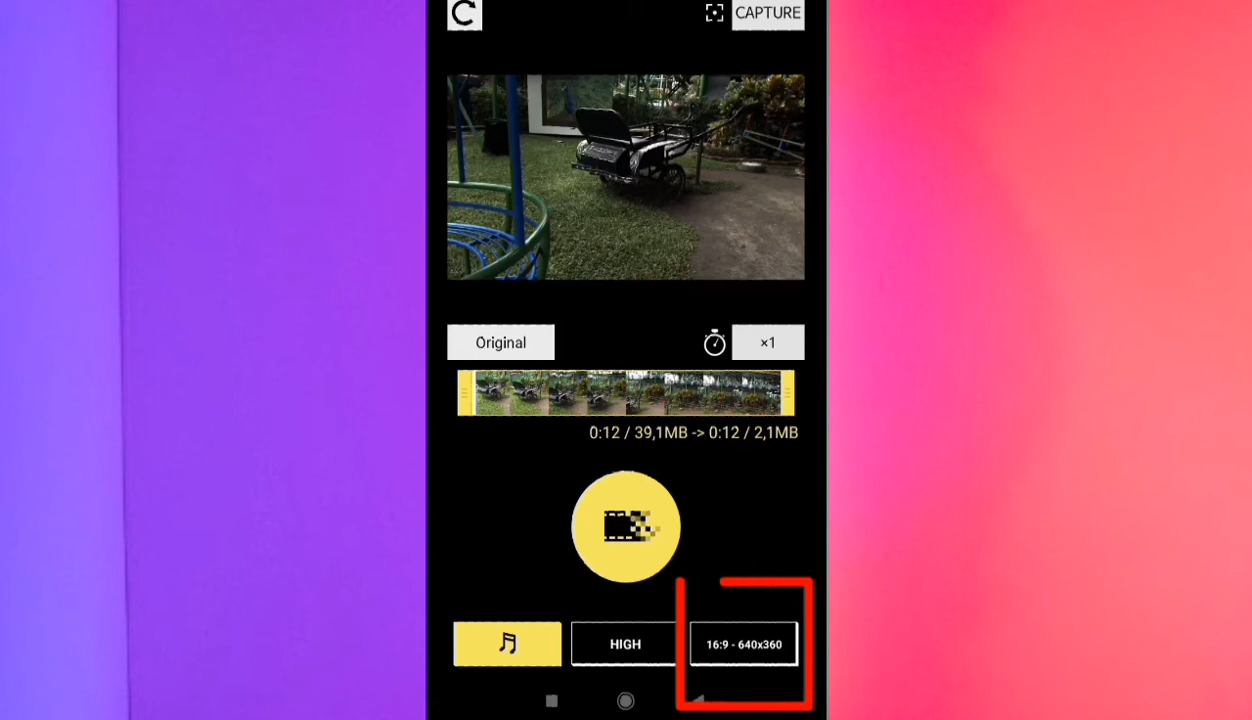 CAPTURE
Original
×1
0:12 / 39,1MB -> 0:12 / 2,1MB
HIGH
16:9 - 640x360